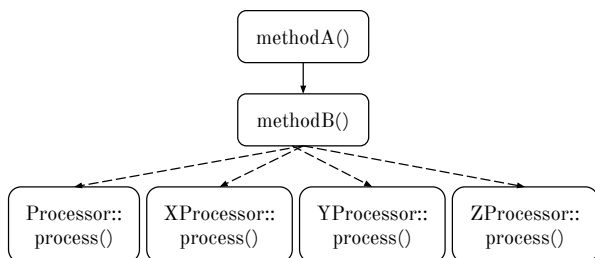 methodA()
methodB()
Processor::
process()
XProcessor::
process()
YProcessor::
process()
ZProcessor::
process()